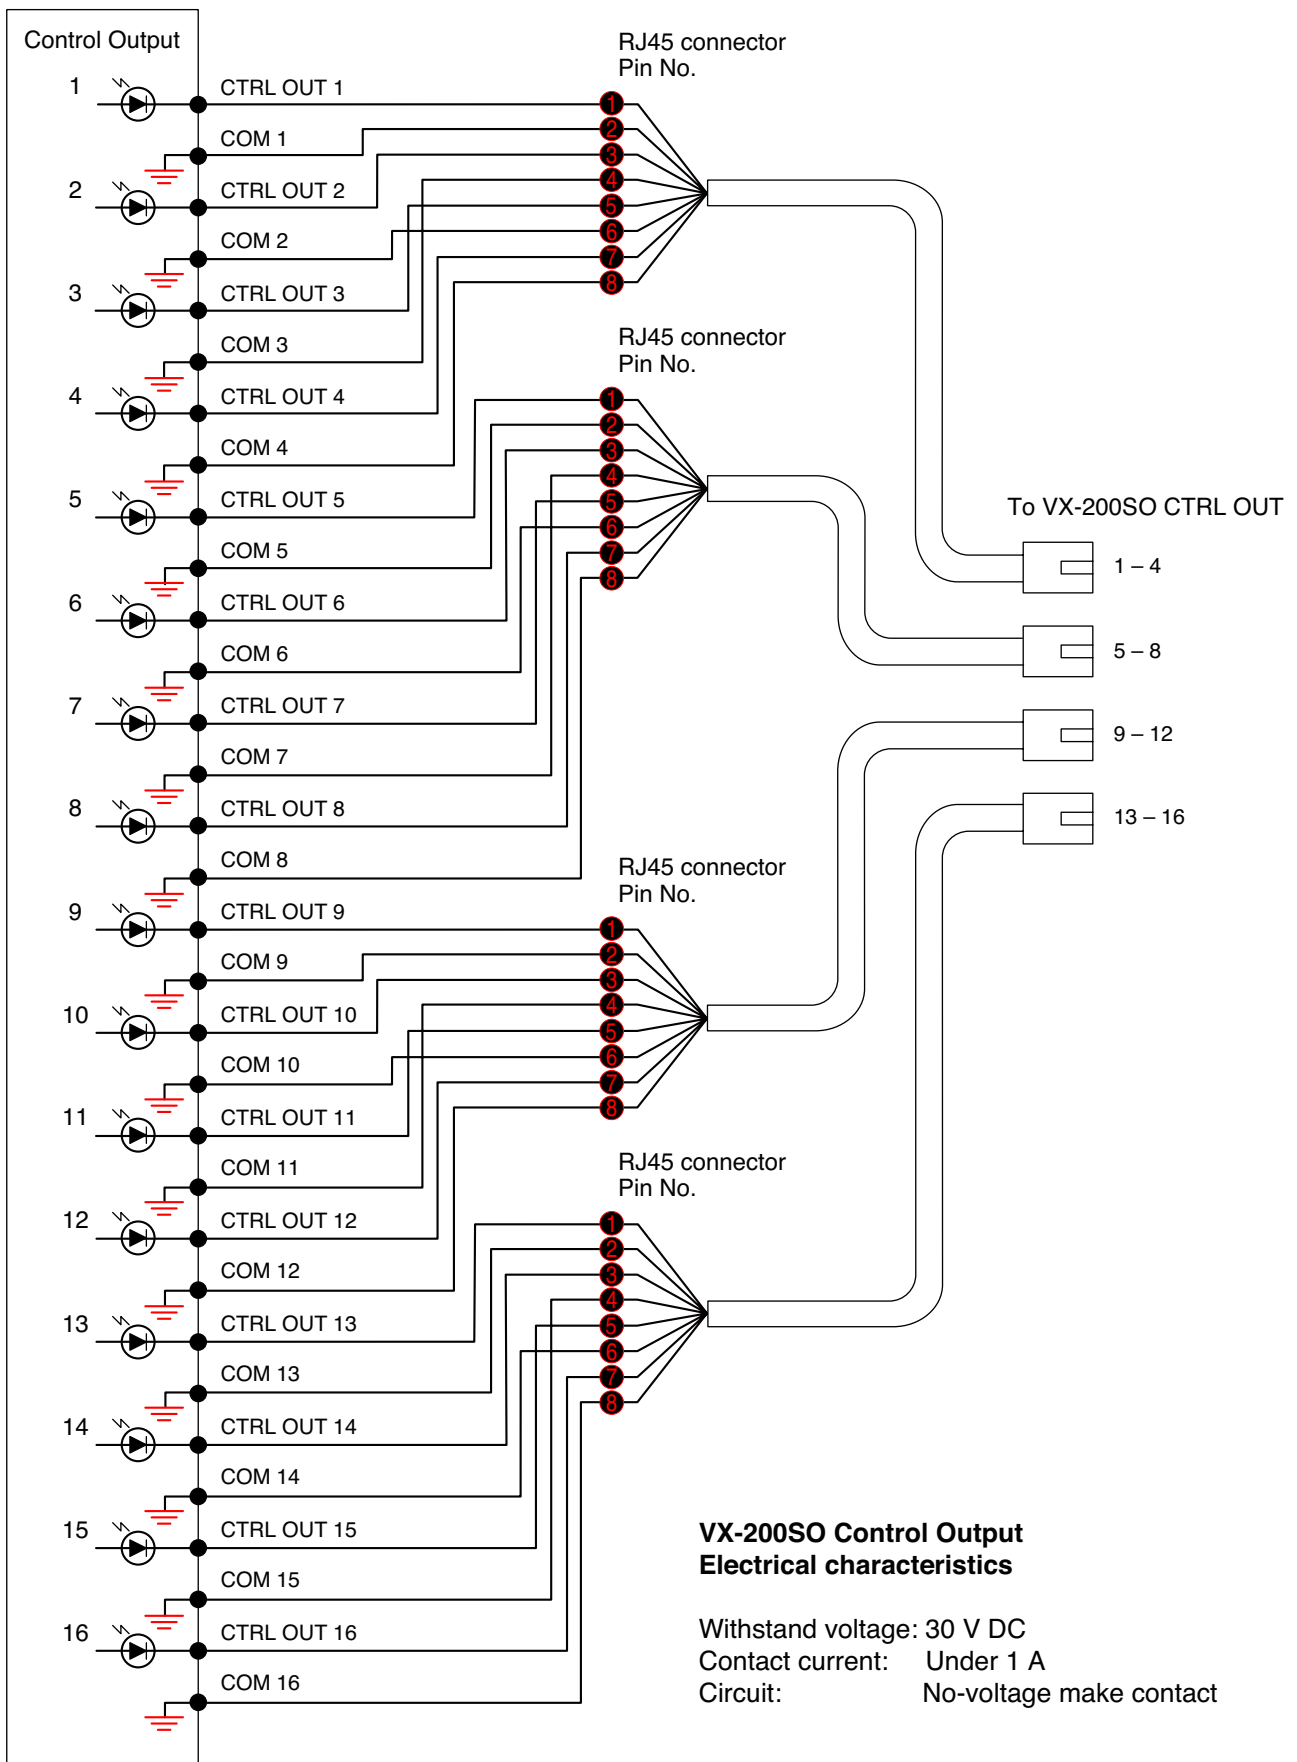 Control Output
RJ45 connector
Pin No.
1
CTRL OUT 1
1
COM 1
2
3
2
CTRL OUT 2
4
5
COM 2
6
7
3
CTRL OUT 3
8
COM 3
RJ45 connector
Pin No.
4
CTRL OUT 4
1
2
COM 4
3
4
5
CTRL OUT 5
5
To VX-200SO CTRL OUT
6
COM 5
7
1 – 4
8
6
CTRL OUT 6
COM 6
5 – 8
7
CTRL OUT 7
9 – 12
COM 7
8
CTRL OUT 8
13 – 16
COM 8
RJ45 connector
Pin No.
9
CTRL OUT 9
1
2
COM 9
3
4
10
CTRL OUT 10
5
6
COM 10
7
8
11
CTRL OUT 11
COM 11
RJ45 connector
Pin No.
12
CTRL OUT 12
1
2
COM 12
3
4
13
CTRL OUT 13
5
6
COM 13
7
8
14
CTRL OUT 14
COM 14
15
CTRL OUT 15
COM 15
16
CTRL OUT 16
COM 16
VX-200SO Control Output
Electrical characteristics
Withstand voltage: 30 V DC
Contact current: Under 1 A
Circuit: No-voltage make contact